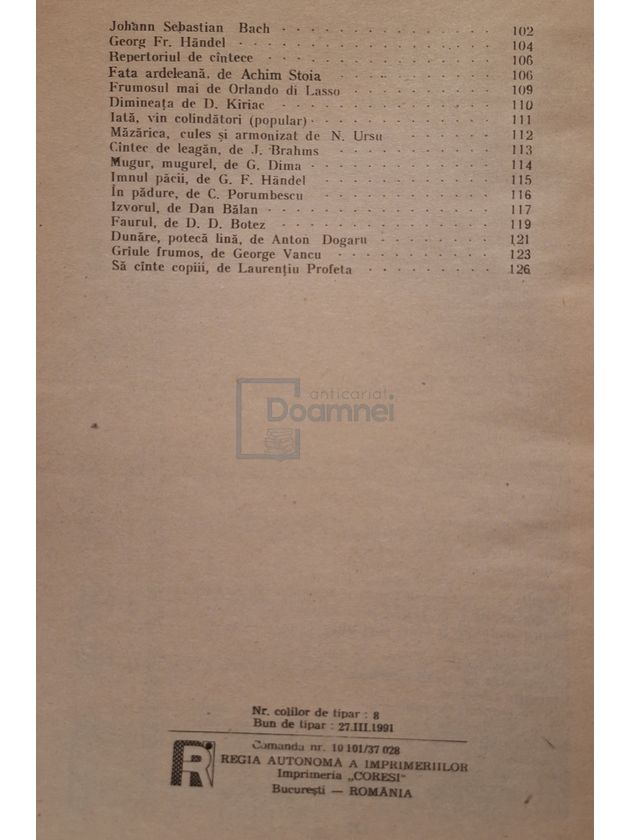 Johann Sebastian Bach . . . . . . . . . . . . 102
Georg Fr. Händel . . . . . . . . . . . . . . 104
Repertoriul de cîntece . . . . . . . . . . . . 106
Fata ardeleană, de Achim Stoia . . . . . . . . 106
Frumosul mai de Orlando di Lasso . . . . . . . 109
Dimineața de D. Kiriac . . . . . . . . . . . . 110
Iată, vin colindători (popular) . . . . . . . . . 111
Măzărica, cules și armonizat de N. Ursu . . . . . 112
Cîntec de leagăn, de J. Brahms . . . . . . . . 113
Mugur, mugurel, de G. Dima . . . . . . . . . 114
Imnul păcii, de G. F. Händel . . . . . . . . . 115
În pădure, de C. Porumbescu . . . . . . . . . 116
Izvorul, de Dan Bălan . . . . . . . . . . . . 117
Faurul, de D. D. Botez . . . . . . . . . . . 119
Dunăre, potecă lină, de Anton Dogaru . . . . . . 121
Grîule frumos, de George Vancu . . . . . . . . 123
Să cînte copiii, de Laurențiu Profeta . . . . . . . 126
anticariat
Doamnei
Nr. colilor de tipar : 8
Bun de tipar : 27.III.1991
Comanda nr. 10 101/37 028
REGIA AUTONOMĂ A IMPRIMERIILOR
Imprimeria „CORESI"
București — ROMÂNIA